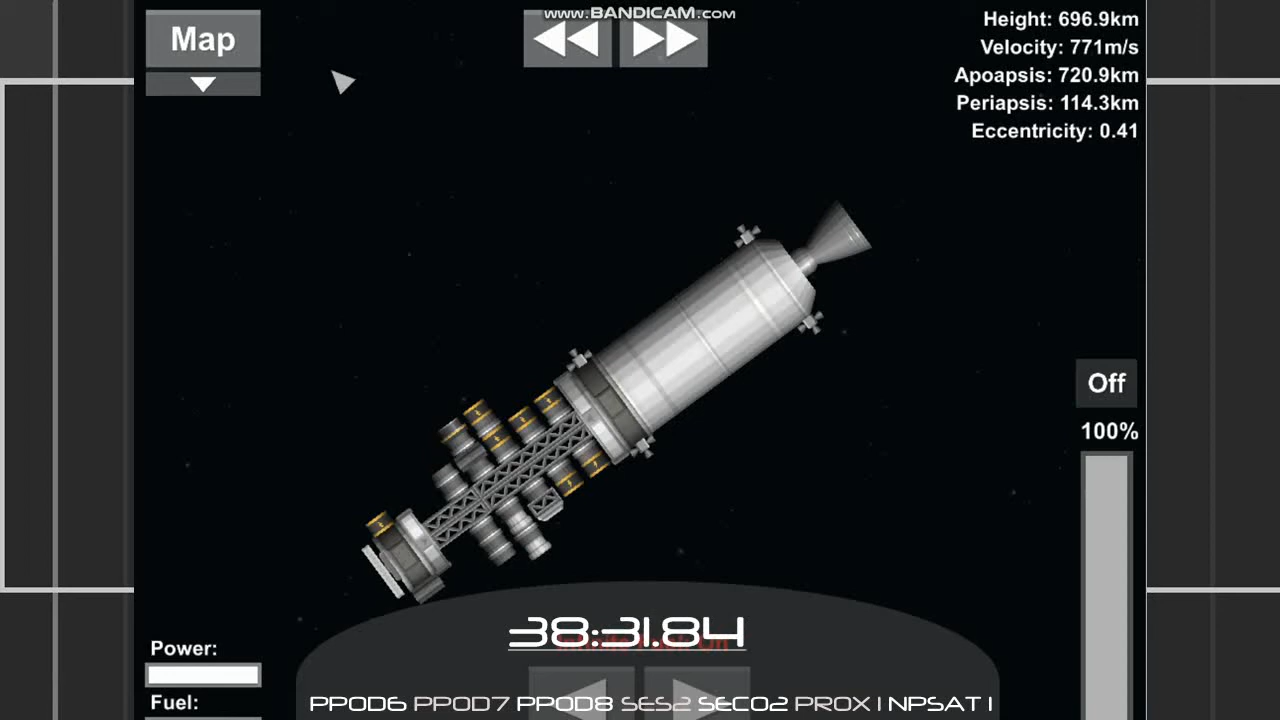 www.BANDICAM.com
Map
Height: 696.9km
Velocity: 771m/s
Apoapsis: 720.9km
Periapsis: 114.3km
Eccentricity: 0.41
Off
100%
38:31.84
Power:
Fuel:
PPOD6 PPOD7 PPOD8 SES2 SECO2 PROX1 NPSAT1